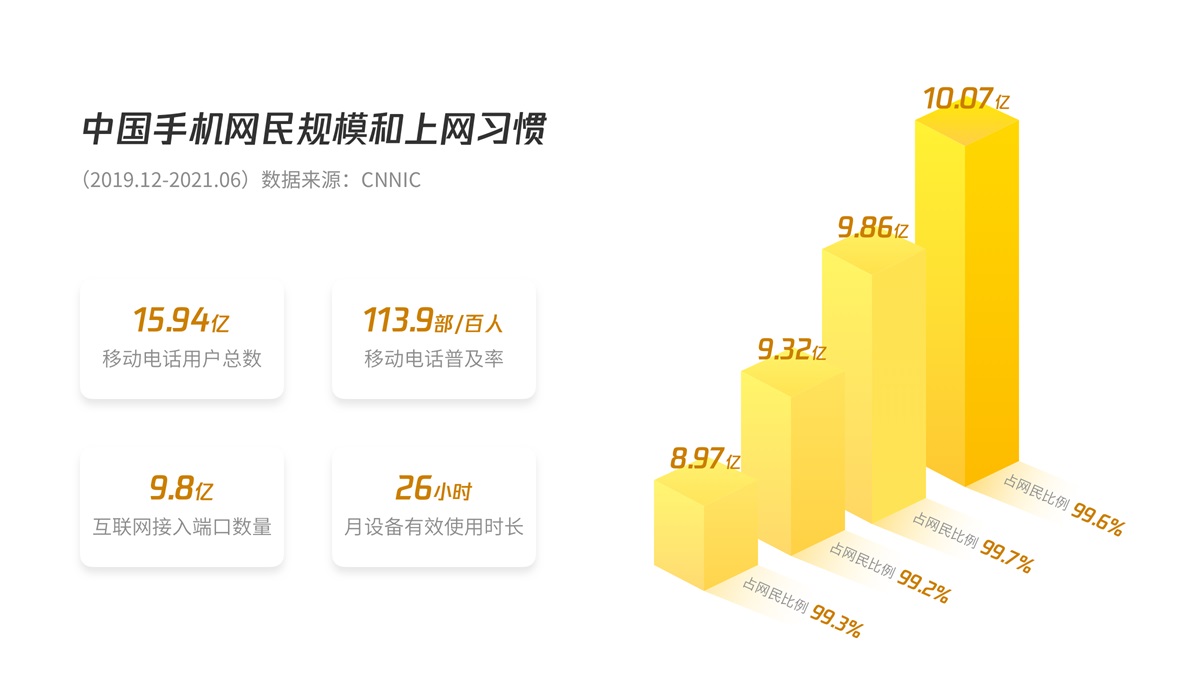 中国手机网民规模和上网习惯
（2019.12-2021.06）数据来源：CNNIC
15.94亿
移动电话用户总数
113.9部/百人
移动电话普及率
9.8亿
互联网接入端口数量
26小时
月设备有效使用时长
8.97亿
9.32亿
9.86亿
10.07亿
占网民比例 99.3%
占网民比例 99.2%
占网民比例 99.7%
占网民比例 99.6%